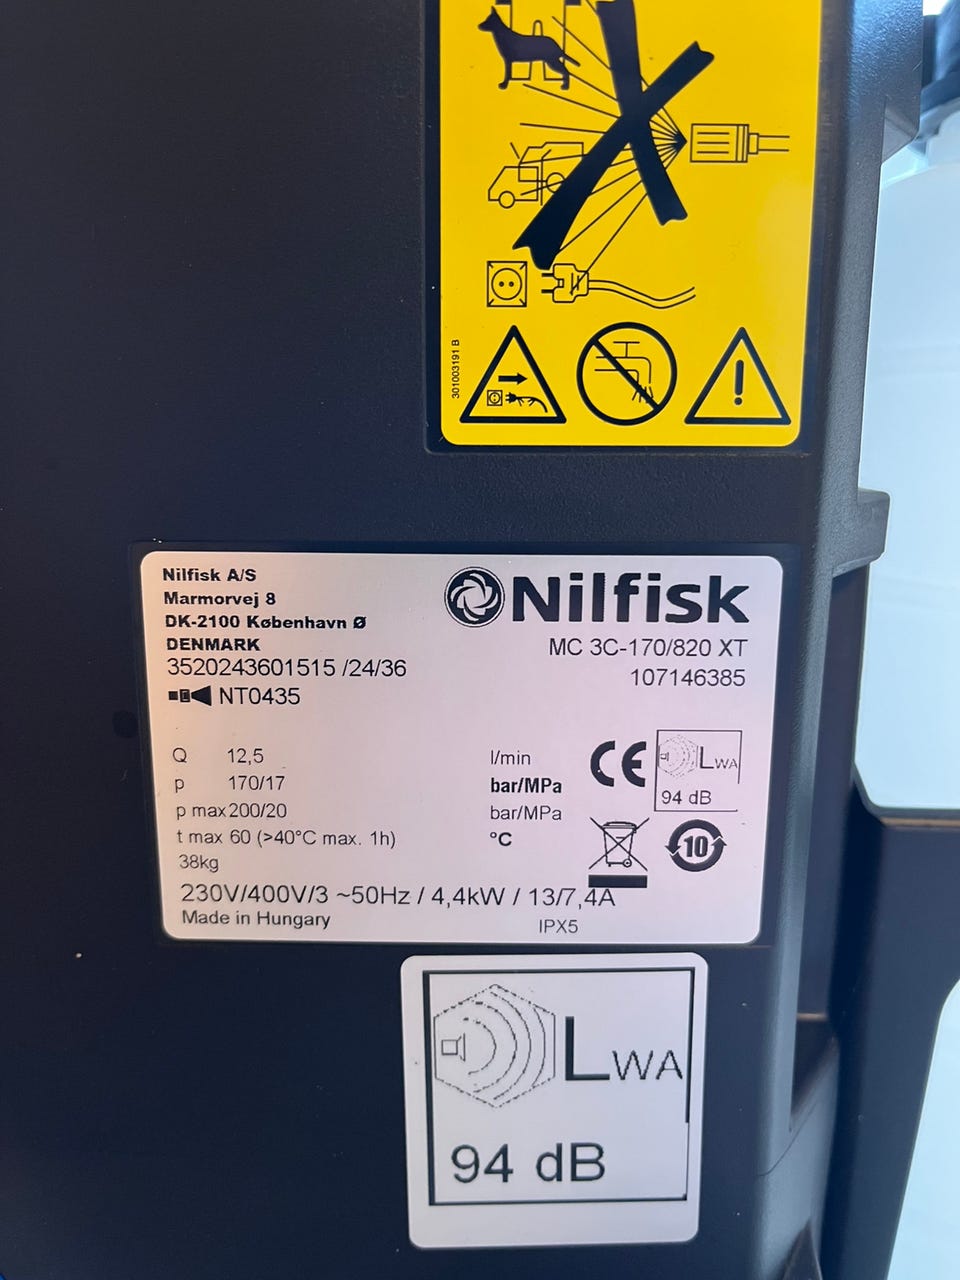 301003191 B
Nilfisk A/S
Marmorvej 8
DK-2100 København Ø
DENMARK
3520243601515 /24/36
NT0435
Nilfisk
MC 3C-170/820 XT
107146385
Q 12,5 l/min
p 170/17 bar/MPa
p max 200/20 bar/MPa
t max 60 (>40°C max. 1h) °C
38kg
230V/400V/3 ~50Hz / 4,4kW / 13/7,4A
Made in Hungary IPX5
CE
LWA
94 dB
10
LWA
94 dB